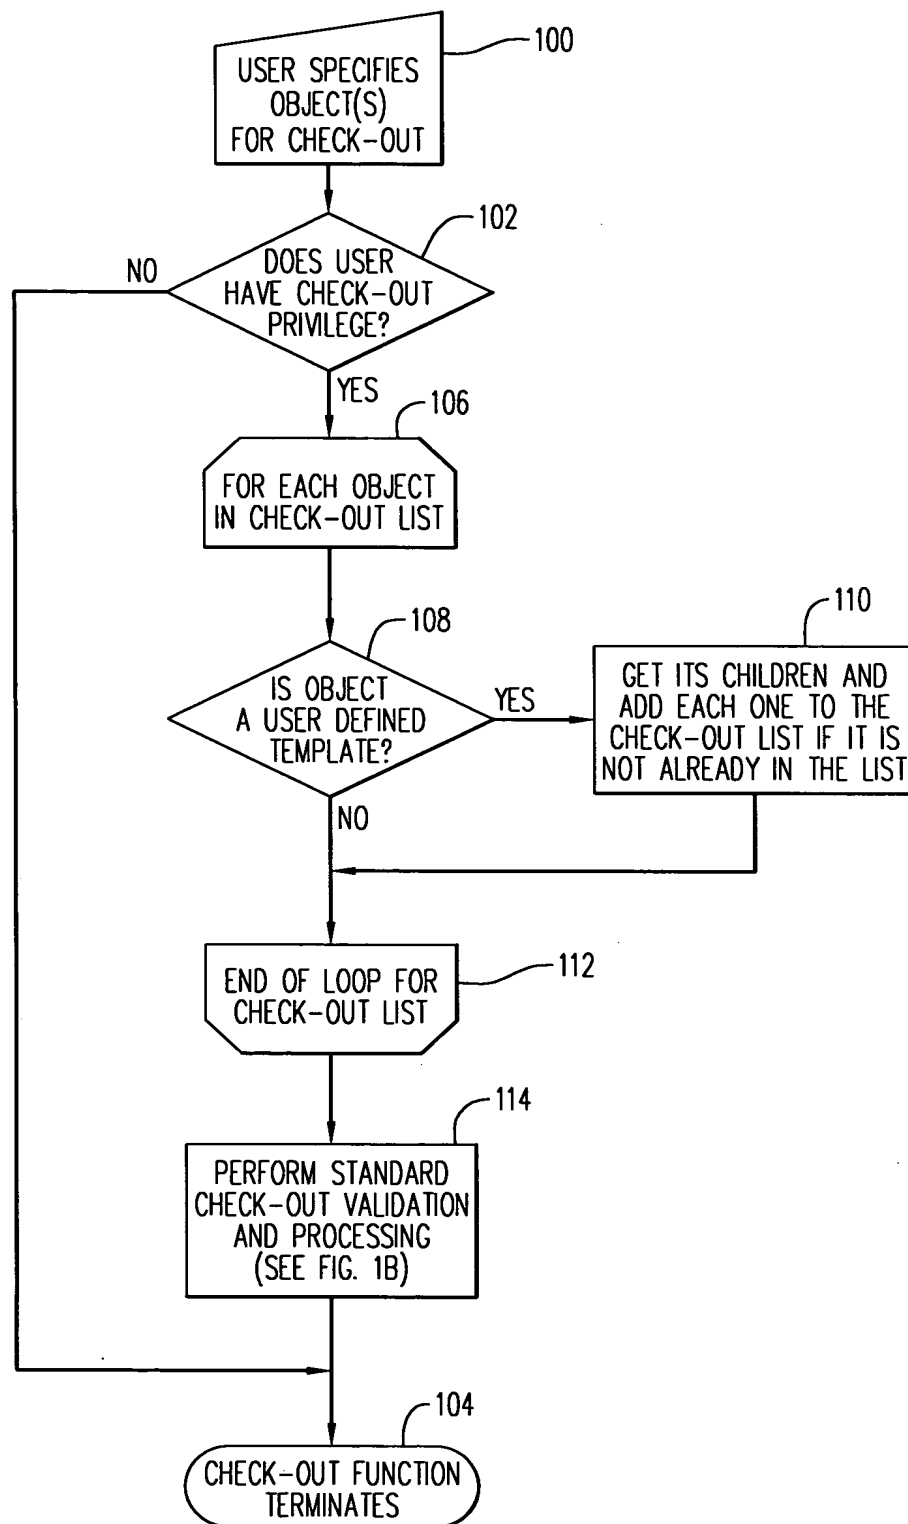 100
USER SPECIFIES
OBJECT(S)
FOR CHECK-OUT
102
DOES USER
HAVE CHECK-OUT
PRIVILEGE?
NO
YES
106
FOR EACH OBJECT
IN CHECK-OUT LIST
108
IS OBJECT
A USER DEFINED
TEMPLATE?
YES
110
GET ITS CHILDREN AND
ADD EACH ONE TO THE
CHECK-OUT LIST IF IT IS
NOT ALREADY IN THE LIST
NO
112
END OF LOOP FOR
CHECK-OUT LIST
114
PERFORM STANDARD
CHECK-OUT VALIDATION
AND PROCESSING
(SEE FIG. 1B)
104
CHECK-OUT FUNCTION
TERMINATES